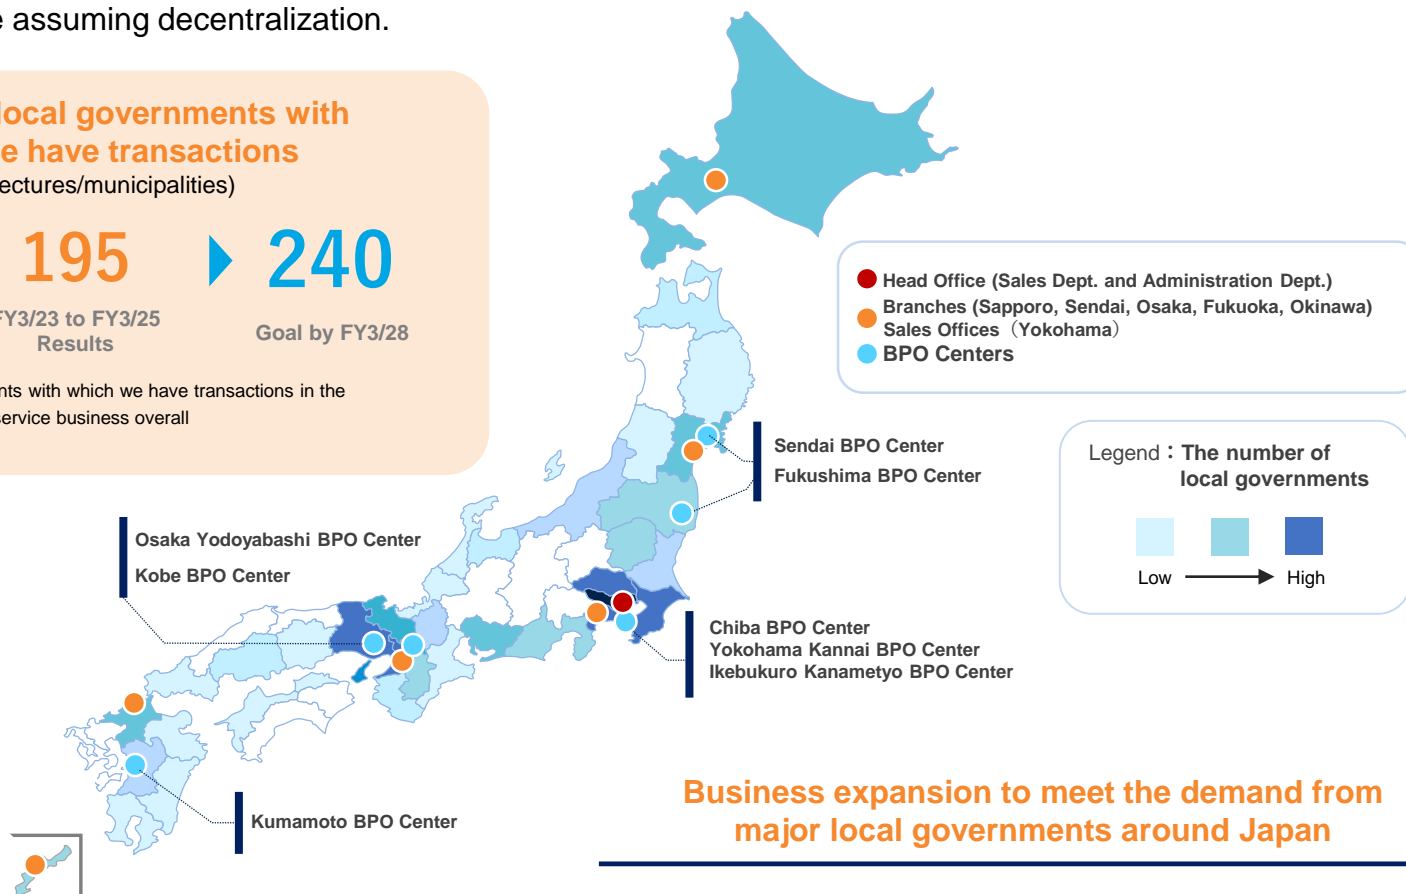 e assuming decentralization.
local governments with
e have transactions
ectures/municipalities)
195
240
FY3/23 to FY3/25
Results
Goal by FY3/28
nts with which we have transactions in the
service business overall
Head Office (Sales Dept. and Administration Dept.)
Branches (Sapporo, Sendai, Osaka, Fukuoka, Okinawa)
Sales Offices（Yokohama）
BPO Centers
Legend：The number of
local governments
Low
High
Sendai BPO Center
Fukushima BPO Center
Osaka Yodoyabashi BPO Center
Kobe BPO Center
Chiba BPO Center
Yokohama Kannai BPO Center
Ikebukuro Kanametyo BPO Center
Kumamoto BPO Center
Business expansion to meet the demand from
major local governments around Japan